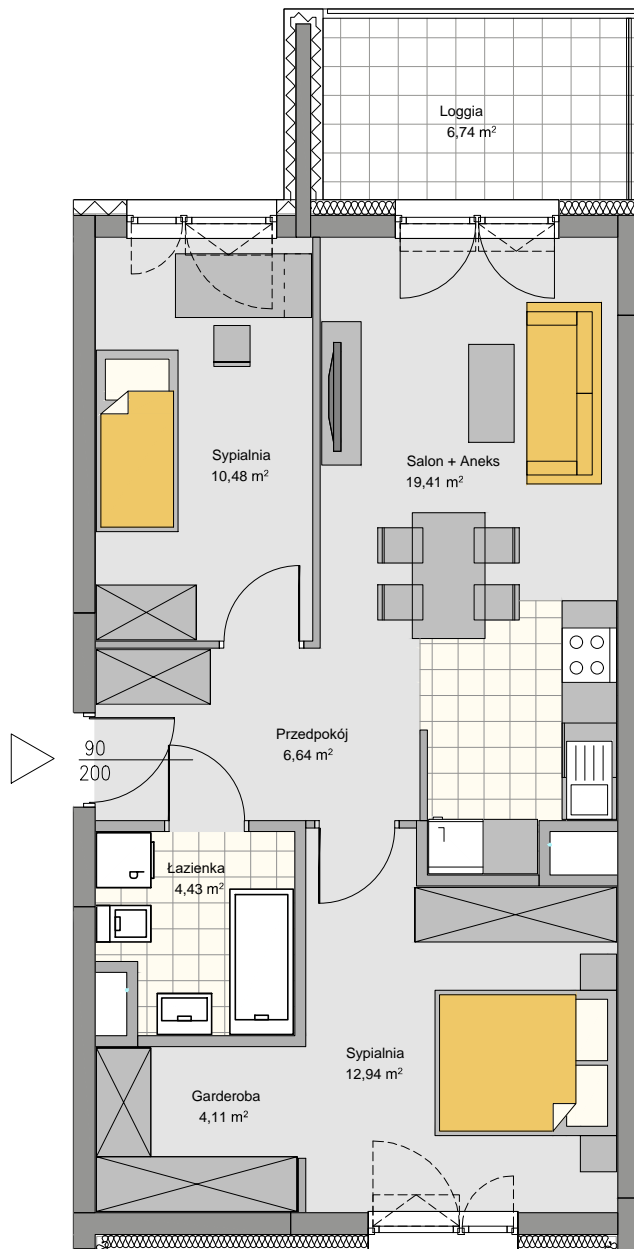 Loggia
6,74 m²
Sypialnia
10,48 m²
Salon + Aneks
19,41 m²
Przedpokój
6,64 m²
90
200
Łazienka
4,43 m²
Sypialnia
12,94 m²
Garderoba
4,11 m²